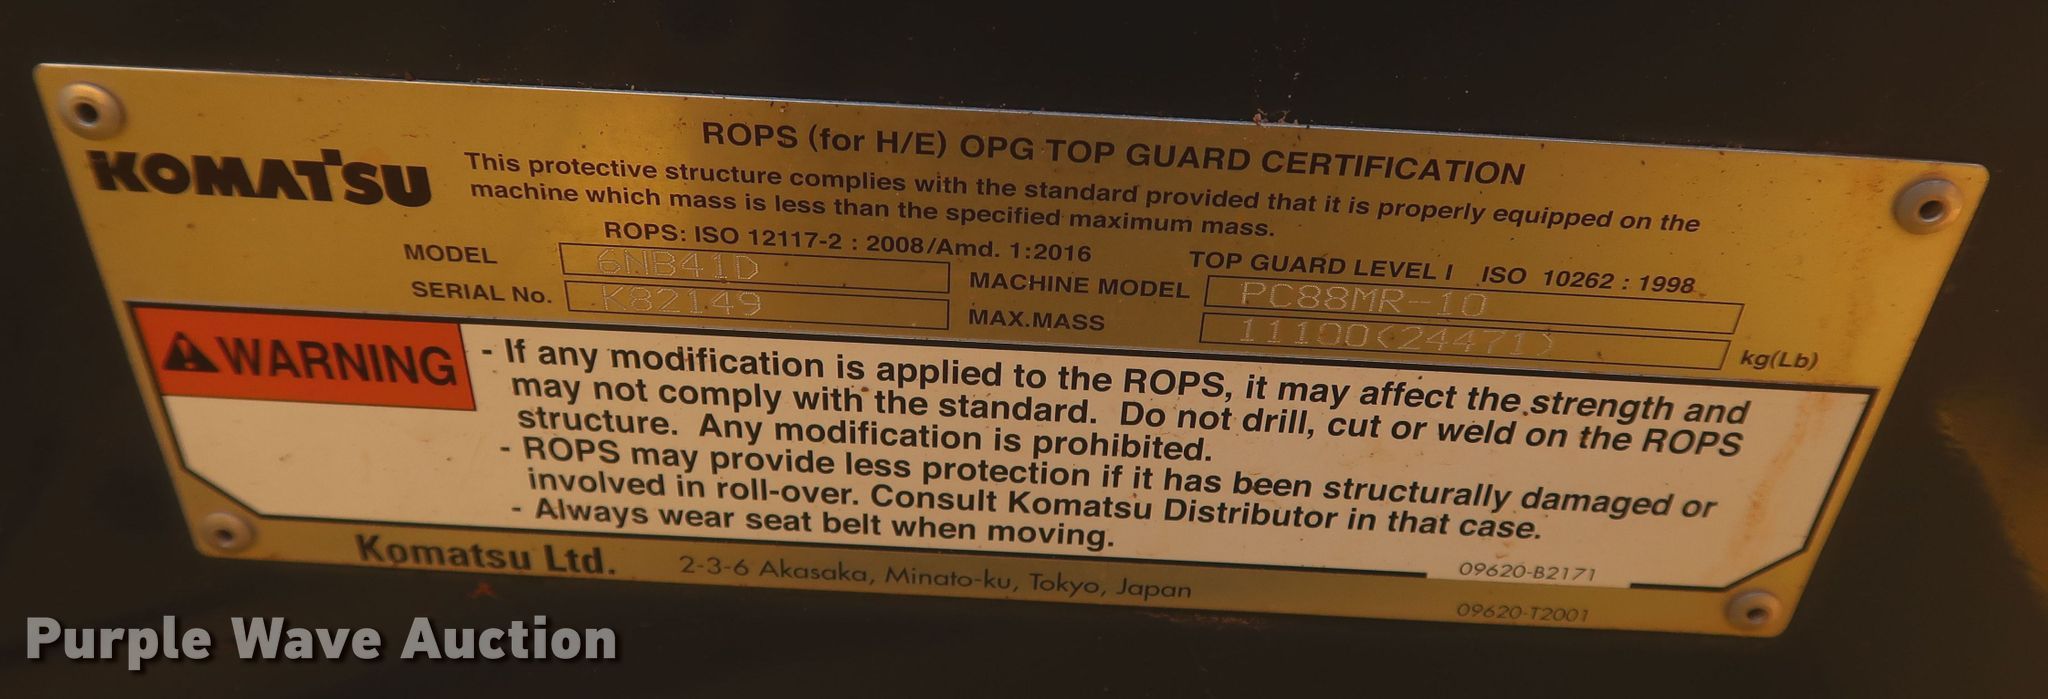 ROPS (for H/E) OPG TOP GUARD CERTIFICATION
KOMATSU
This protective structure complies with the standard provided that it is properly equipped on the
machine which mass is less than the specified maximum mass.
ROPS: ISO 12117-2 : 2008/Amd. 1:2016 TOP GUARD LEVEL I ISO 10262 : 1998
MODEL 6NB41D MACHINE MODEL PC88MR-10
SERIAL No. K82149 MAX.MASS 11100(24471) kg(Lb)
WARNING
- If any modification is applied to the ROPS, it may affect the strength and
may not comply with the standard. Do not drill, cut or weld on the ROPS
structure. Any modification is prohibited.
- ROPS may provide less protection if it has been structurally damaged or
involved in roll-over. Consult Komatsu Distributor in that case.
- Always wear seat belt when moving.
09620-B2171
Komatsu Ltd. 2-3-6 Akasaka, Minato-ku, Tokyo, Japan
09620-T2001
Purple Wave Auction